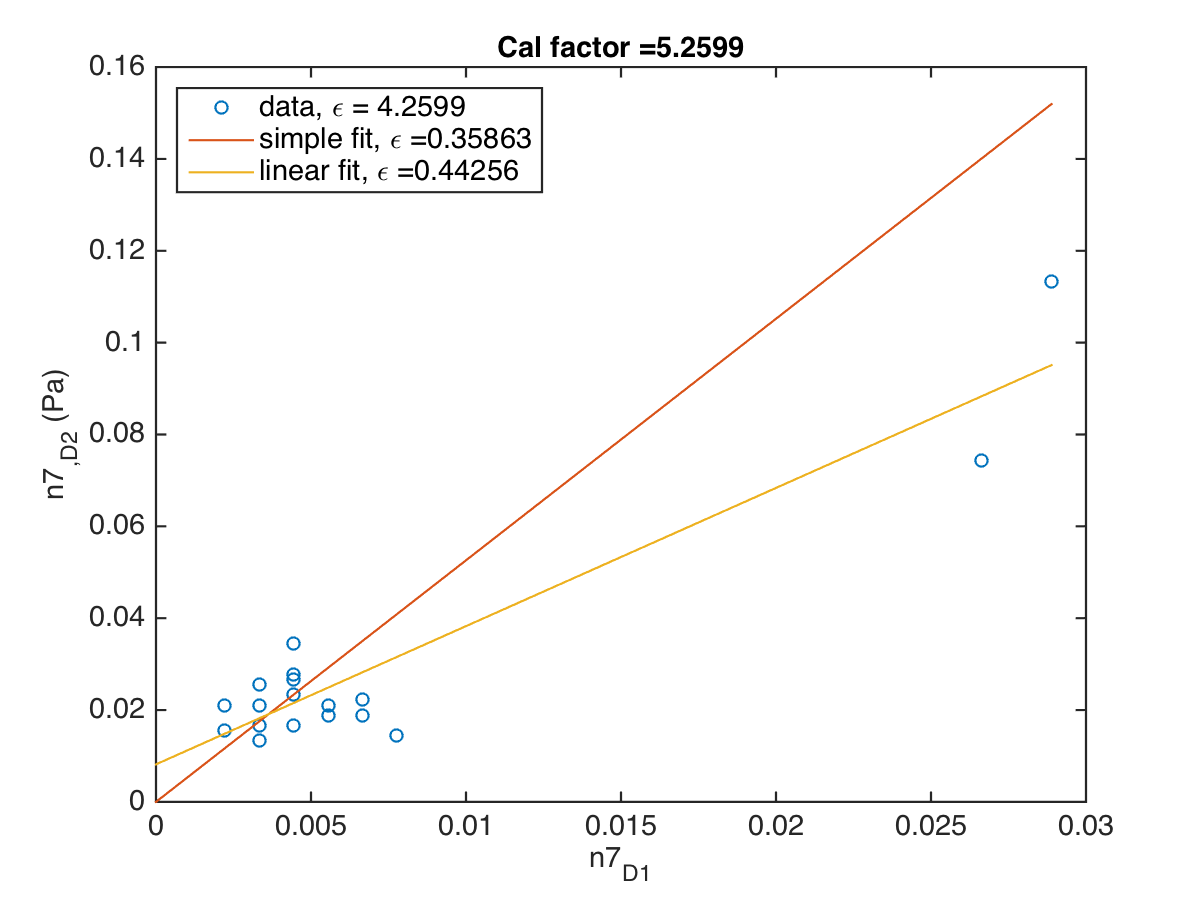 Cal factor =5.2599
data, ϵ = 4.2599
simple fit, ϵ =0.35863
linear fit, ϵ =0.44256
0.16
0.14
0.12
0.1
0.08
0.06
0.04
0.02
0
n7,D2 (Pa)
0 0.005 0.01 0.015 0.02 0.025 0.03
n7D1